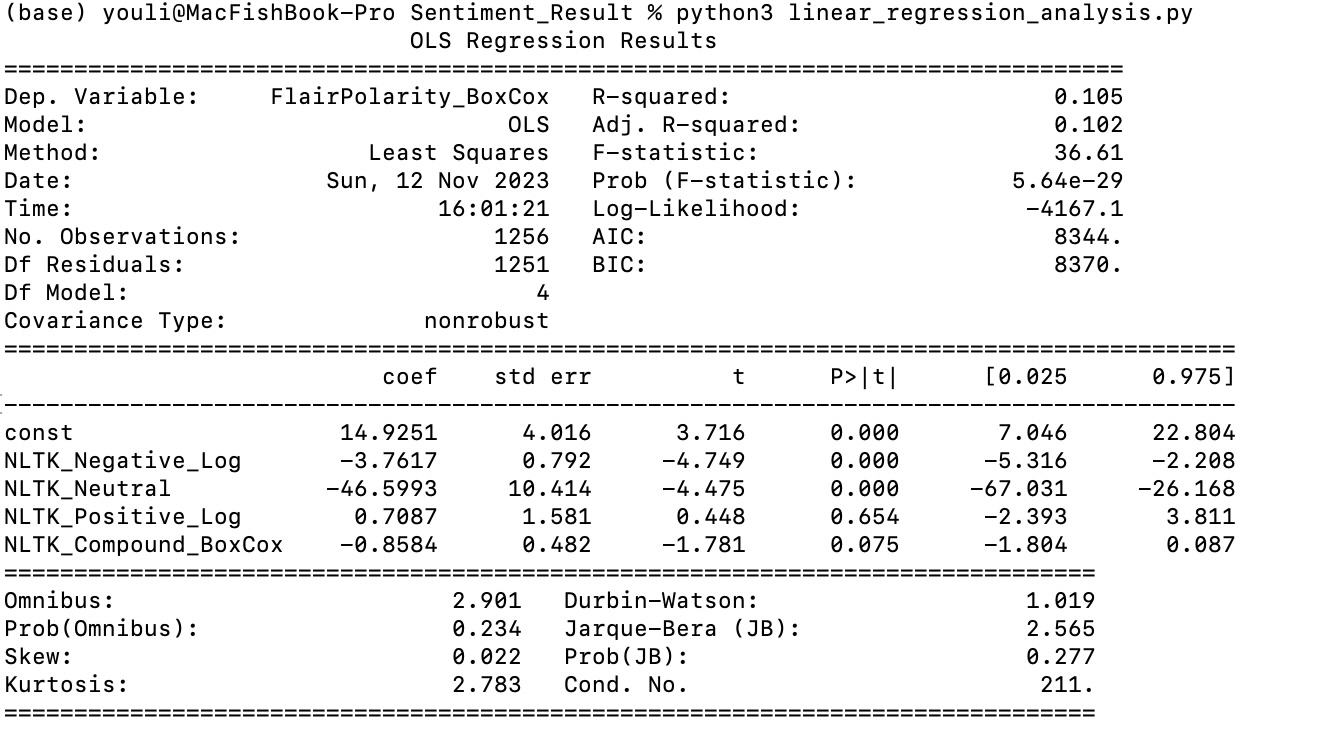 (base) youli@MacFishBook-Pro Sentiment_Result % python3 linear_regression_analysis.py
                             OLS Regression Results
================================================================================
Dep. Variable:     FlairPolarity_BoxCox   R-squared:                       0.105
Model:                              OLS   Adj. R-squared:                  0.102
Method:                   Least Squares   F-statistic:                     36.61
Date:                  Sun, 12 Nov 2023   Prob (F-statistic):           5.64e-29
Time:                          16:01:21   Log-Likelihood:                -4167.1
No. Observations:                  1256   AIC:                             8344.
Df Residuals:                      1251   BIC:                             8370.
Df Model:                             4
Covariance Type:              nonrobust
========================================================================================
                           coef    std err          t      P>|t|      [0.025      0.975]
----------------------------------------------------------------------------------------
const                   14.9251      4.016      3.716      0.000       7.046      22.804
NLTK_Negative_Log       -3.7617      0.792     -4.749      0.000      -5.316      -2.208
NLTK_Neutral           -46.5993     10.414     -4.475      0.000     -67.031     -26.168
NLTK_Positive_Log        0.7087      1.581      0.448      0.654      -2.393       3.811
NLTK_Compound_BoxCox    -0.8584      0.482     -1.781      0.075      -1.804       0.087
==============================================================================
Omnibus:                        2.901   Durbin-Watson:                   1.019
Prob(Omnibus):                  0.234   Jarque-Bera (JB):                2.565
Skew:                           0.022   Prob(JB):                        0.277
Kurtosis:                       2.783   Cond. No.                         211.
==============================================================================